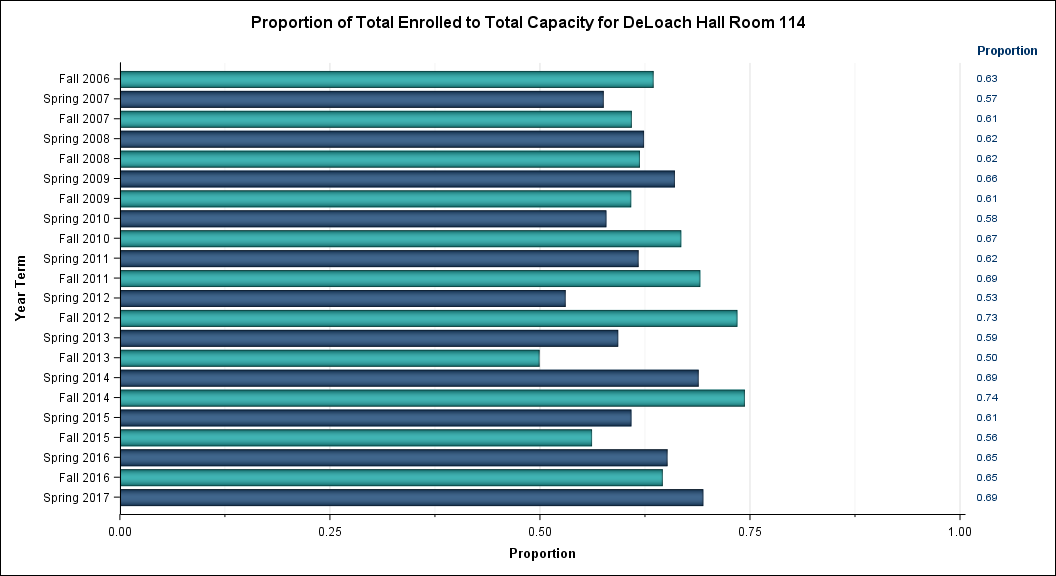 Proportion of Total Enrolled to Total Capacity for DeLoach Hall Room 114
Proportion
Fall 2006 0.63
Spring 2007 0.57
Fall 2007 0.61
Spring 2008 0.62
Fall 2008 0.62
Spring 2009 0.66
Fall 2009 0.61
Spring 2010 0.58
Fall 2010 0.67
Spring 2011 0.62
Fall 2011 0.69
Spring 2012 0.53
Fall 2012 0.73
Spring 2013 0.59
Fall 2013 0.50
Spring 2014 0.69
Fall 2014 0.74
Spring 2015 0.61
Fall 2015 0.56
Spring 2016 0.65
Fall 2016 0.65
Spring 2017 0.69
Year Term
0.00 0.25 0.50 0.75 1.00
Proportion